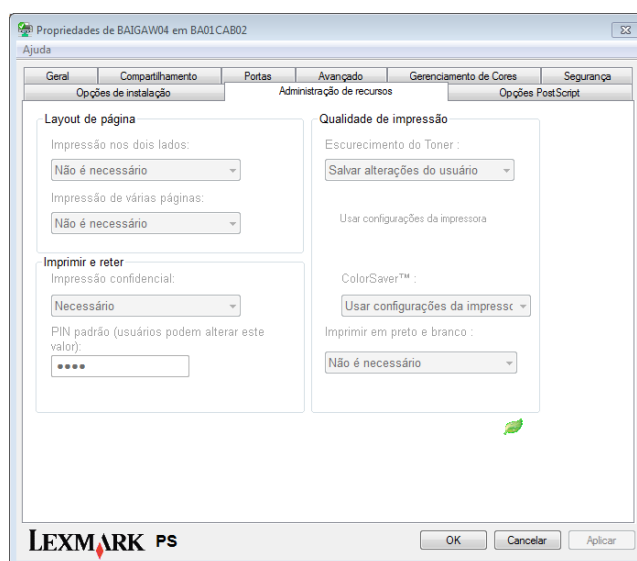 Propriedades de BAIGAW04 em BA01CAB02
Ajuda
Geral
Compartilhamento
Portas
Avançado
Gerenciamento de Cores
Segurança
Opções de instalação
Administração de recursos
Opções PostScript
Layout de página
Impressão nos dois lados:
Não é necessário
Impressão de várias páginas:
Não é necessário
Imprimir e reter
Impressão confidencial:
Necessário
PIN padrão (usuários podem alterar este
valor):
••••
Qualidade de impressão
Escurecimento do Toner :
Salvar alterações do usuário
Usar configurações da impressora
ColorSaver™ :
Usar configurações da impressc
Imprimir em preto e branco :
Não é necessário
LEXMARK PS
OK
Cancelar
Aplicar